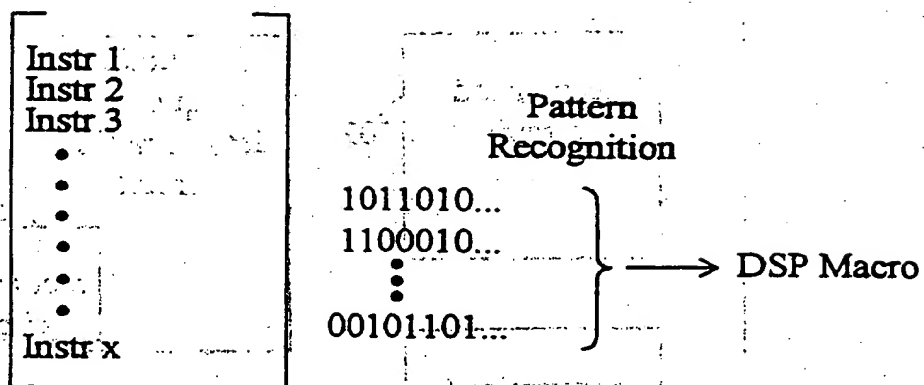 Instr 1
Instr 2
Instr 3
Instr x
Pattern
Recognition
1011010...
1100010...
00101101...
DSP Macro